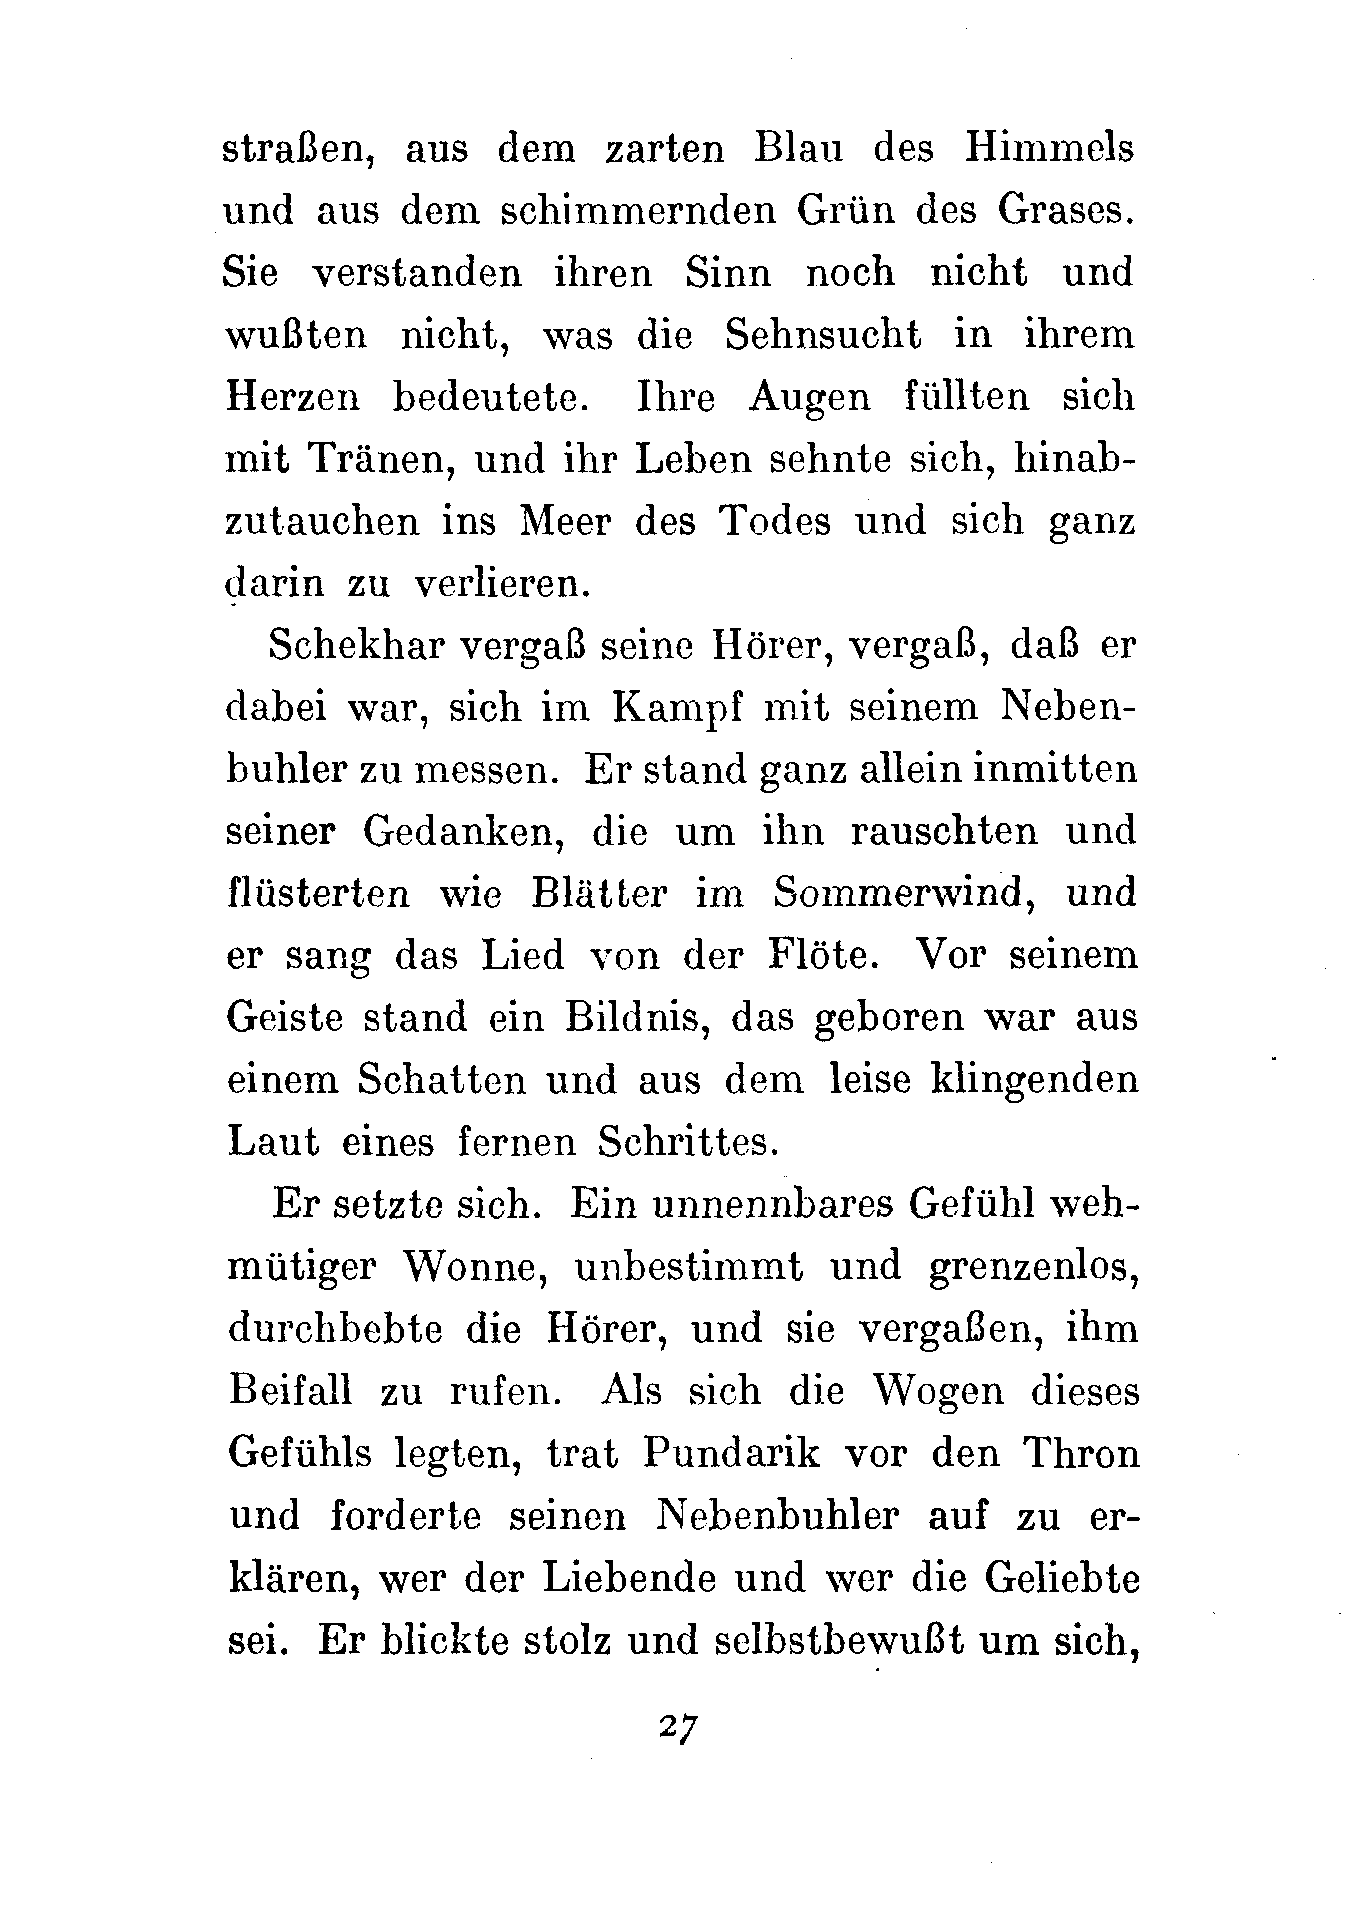 straßen, aus dem zarten Blau des Himmels
und aus dem schimmernden Grün des Grases.
Sie verstanden ihren Sinn noch nicht und
wußten nicht, was die Sehnsucht in ihrem
Herzen bedeutete. Ihre Augen füllten sich
mit Tränen, und ihr Leben sehnte sich, hinab-
zutauchen ins Meer des Todes und sich ganz
darin zu verlieren.
Schekhar vergaß seine Hörer, vergaß, daß er
dabei war, sich im Kampf mit seinem Neben-
buhler zu messen. Er stand ganz allein inmitten
seiner Gedanken, die um ihn rauschten und
flüsterten wie Blätter im Sommerwind, und
er sang das Lied von der Flöte. Vor seinem
Geiste stand ein Bildnis, das geboren war aus
einem Schatten und aus dem leise klingenden
Laut eines fernen Schrittes.
Er setzte sich. Ein unnennbares Gefühl weh-
mütiger Wonne, unbestimmt und grenzenlos,
durchbebte die Hörer, und sie vergaßen, ihm
Beifall zu rufen. Als sich die Wogen dieses
Gefühls legten, trat Pundarik vor den Thron
und forderte seinen Nebenbuhler auf zu er-
klären, wer der Liebende und wer die Geliebte
sei. Er blickte stolz und selbstbewußt um sich,
27